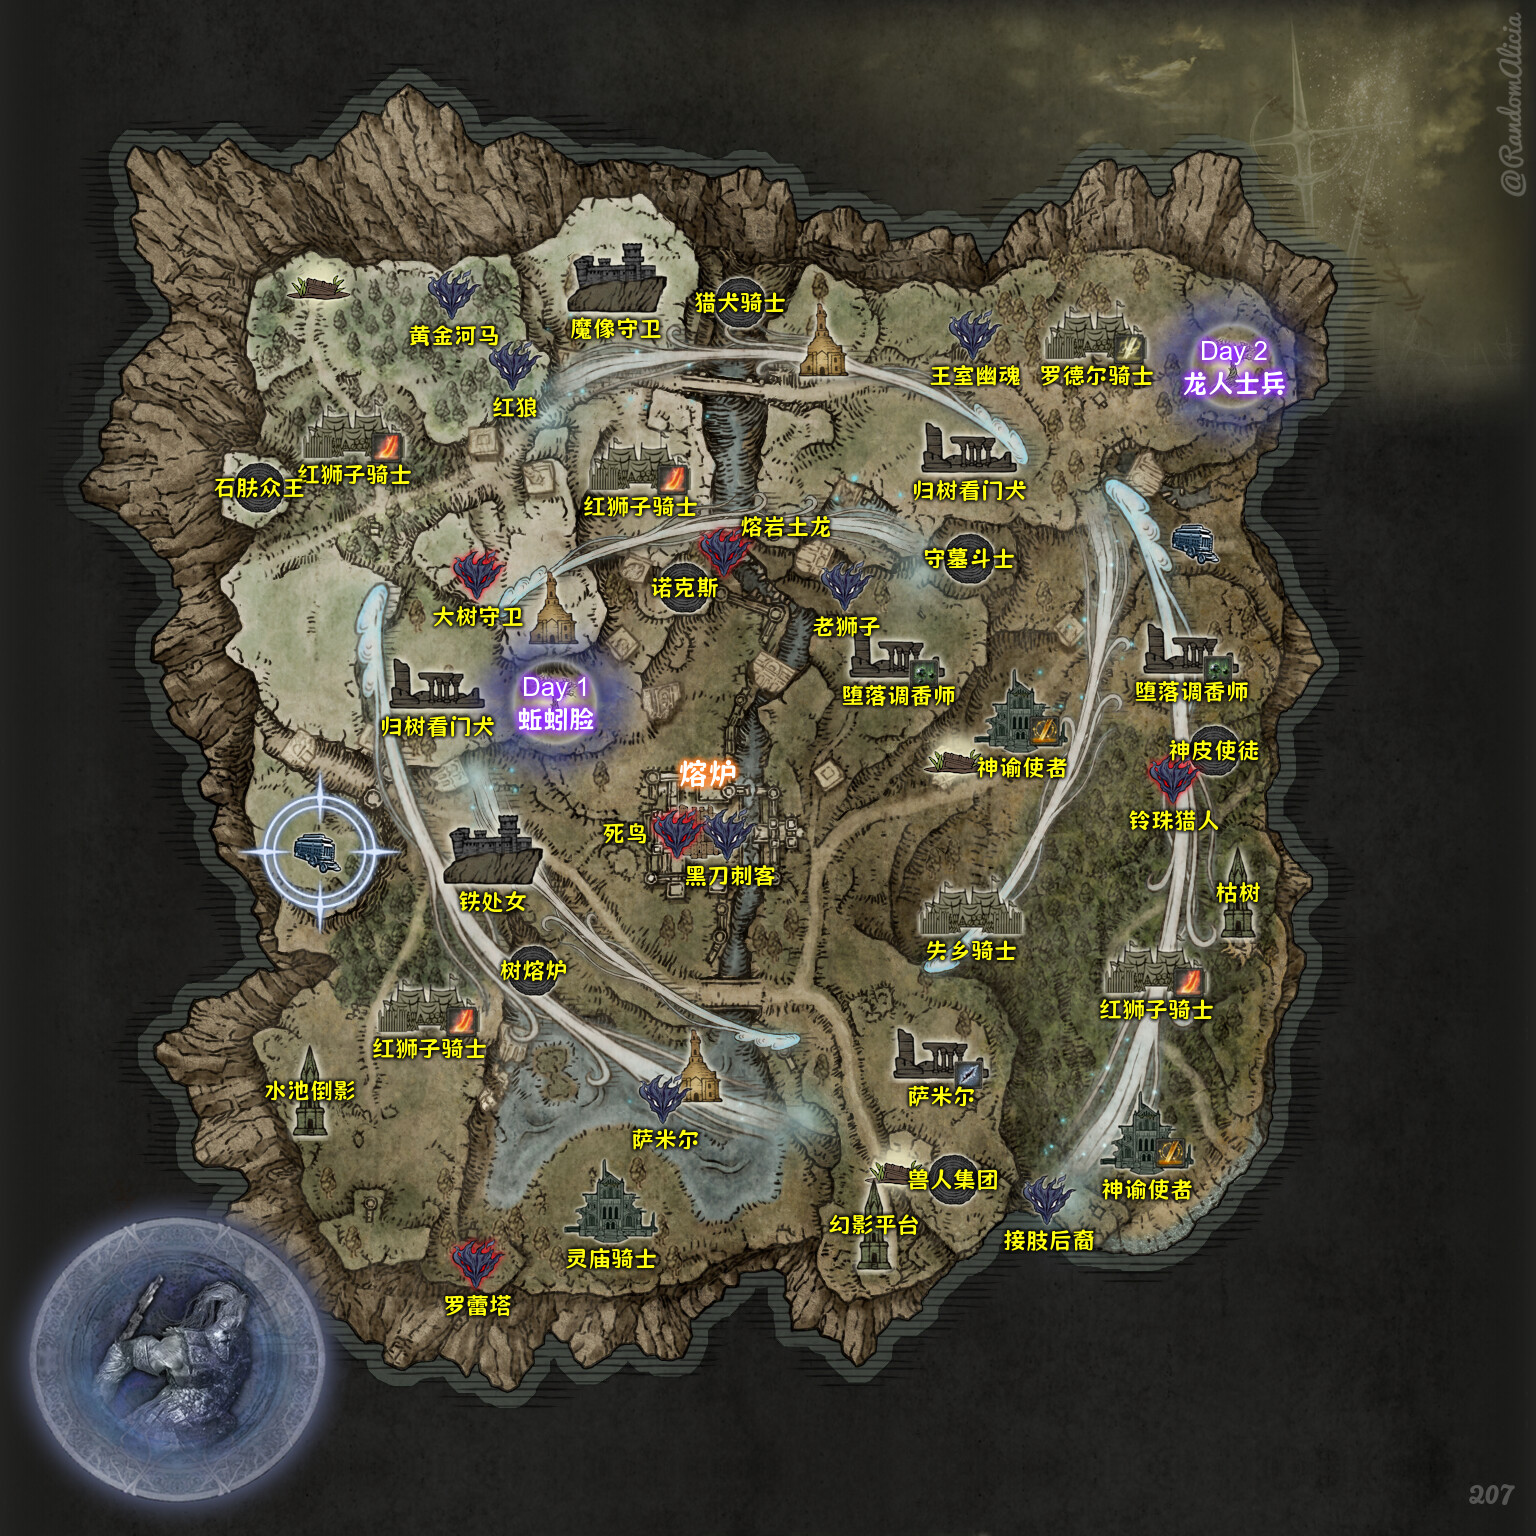 @RandomAlicia
黄金河马
魔像守卫
猎犬骑士
红狼
王室幽魂
罗德尔骑士
Day 2
龙人士兵
石肤众王
红狮子骑士
红狮子骑士
归树看门犬
熔岩土龙
守墓斗士
诺克斯
大树守卫
老狮子
归树看门犬
Day 1
蚯蚓脸
堕落调香师
堕落调香师
神谕使者
神皮使徒
熔炉
死鸟
黑刀刺客
铃珠猎人
铁处女
枯树
树熔炉
失乡骑士
红狮子骑士
红狮子骑士
水池倒影
萨米尔
萨米尔
兽人集团
神谕使者
幻影平台
接肢后裔
灵庙骑士
罗蕾塔
207